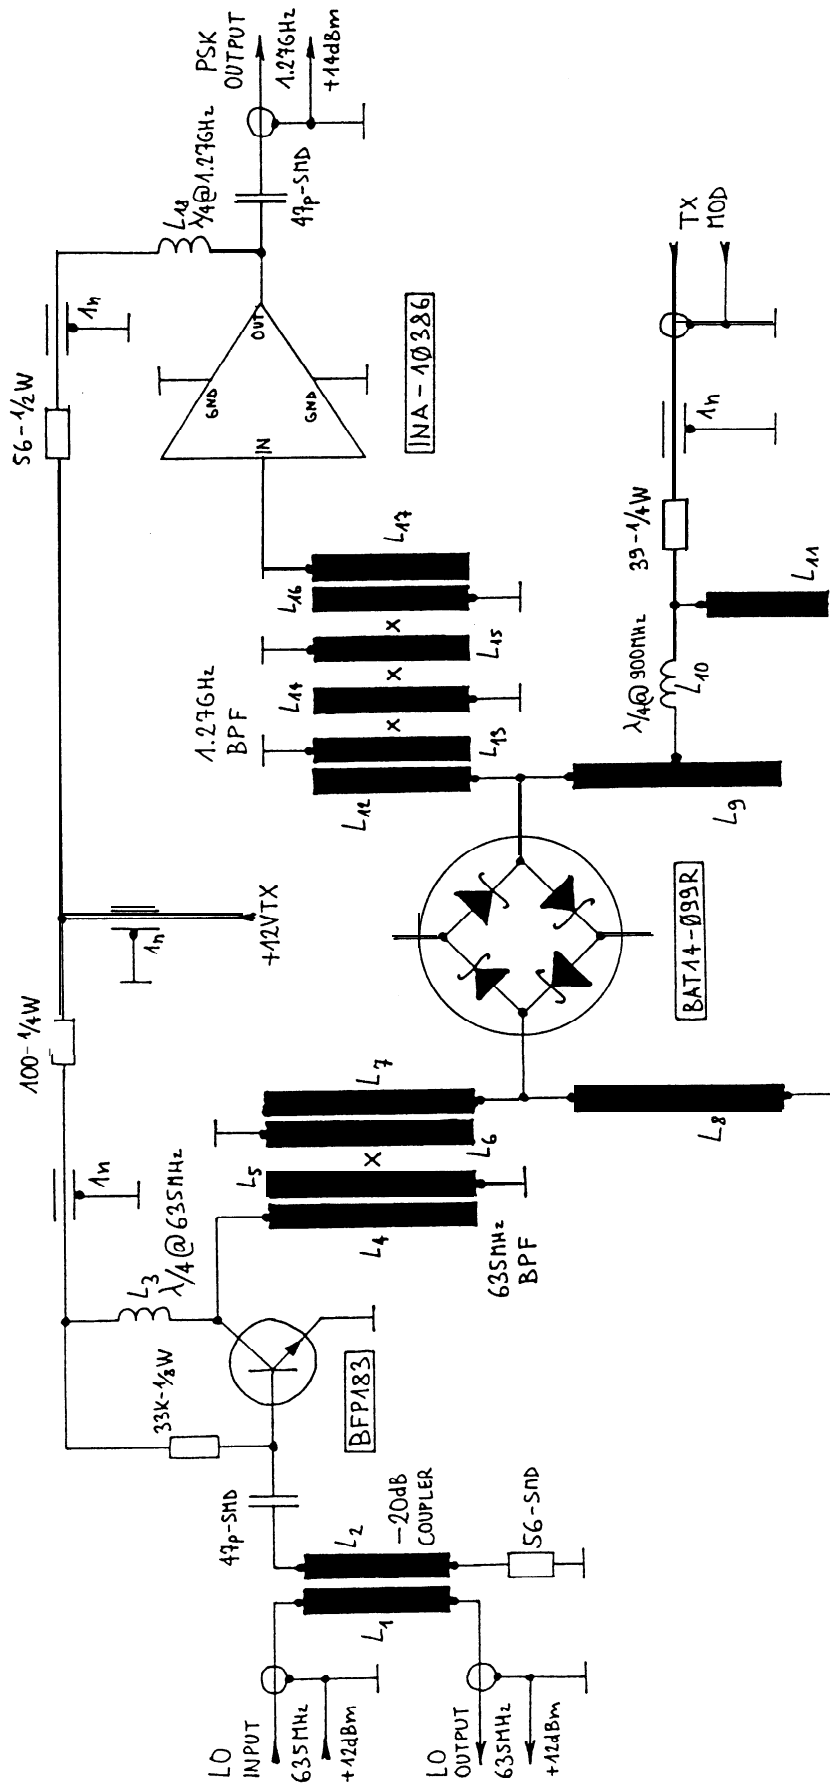 LO
INPUT
635MHz
+12dBm
LO
OUTPUT
635MHz
+12dBm
L1
L2
-20dB
COUPLER
56-SMD
47p-SMD
33K-1/8W
BFP183
L3
λ/4@635MHz
1n
100-1/4W
L4
L5
L6
L7
635MHz
BPF
L8
BAT14-099R
1n
+12VTX
L9
L10
λ/4@900MHz
L11
39-1/4W
1n
TX
MOD
1.27GHz
BPF
L12
L13
L14
L15
L16
L17
x
x
x
x
IN
GND
GND
OUT
INA-10386
56-1/2W
1n
L18
λ/4@1.27GHz
47p-SMD
PSK
OUTPUT
1.27GHz
+14dBm